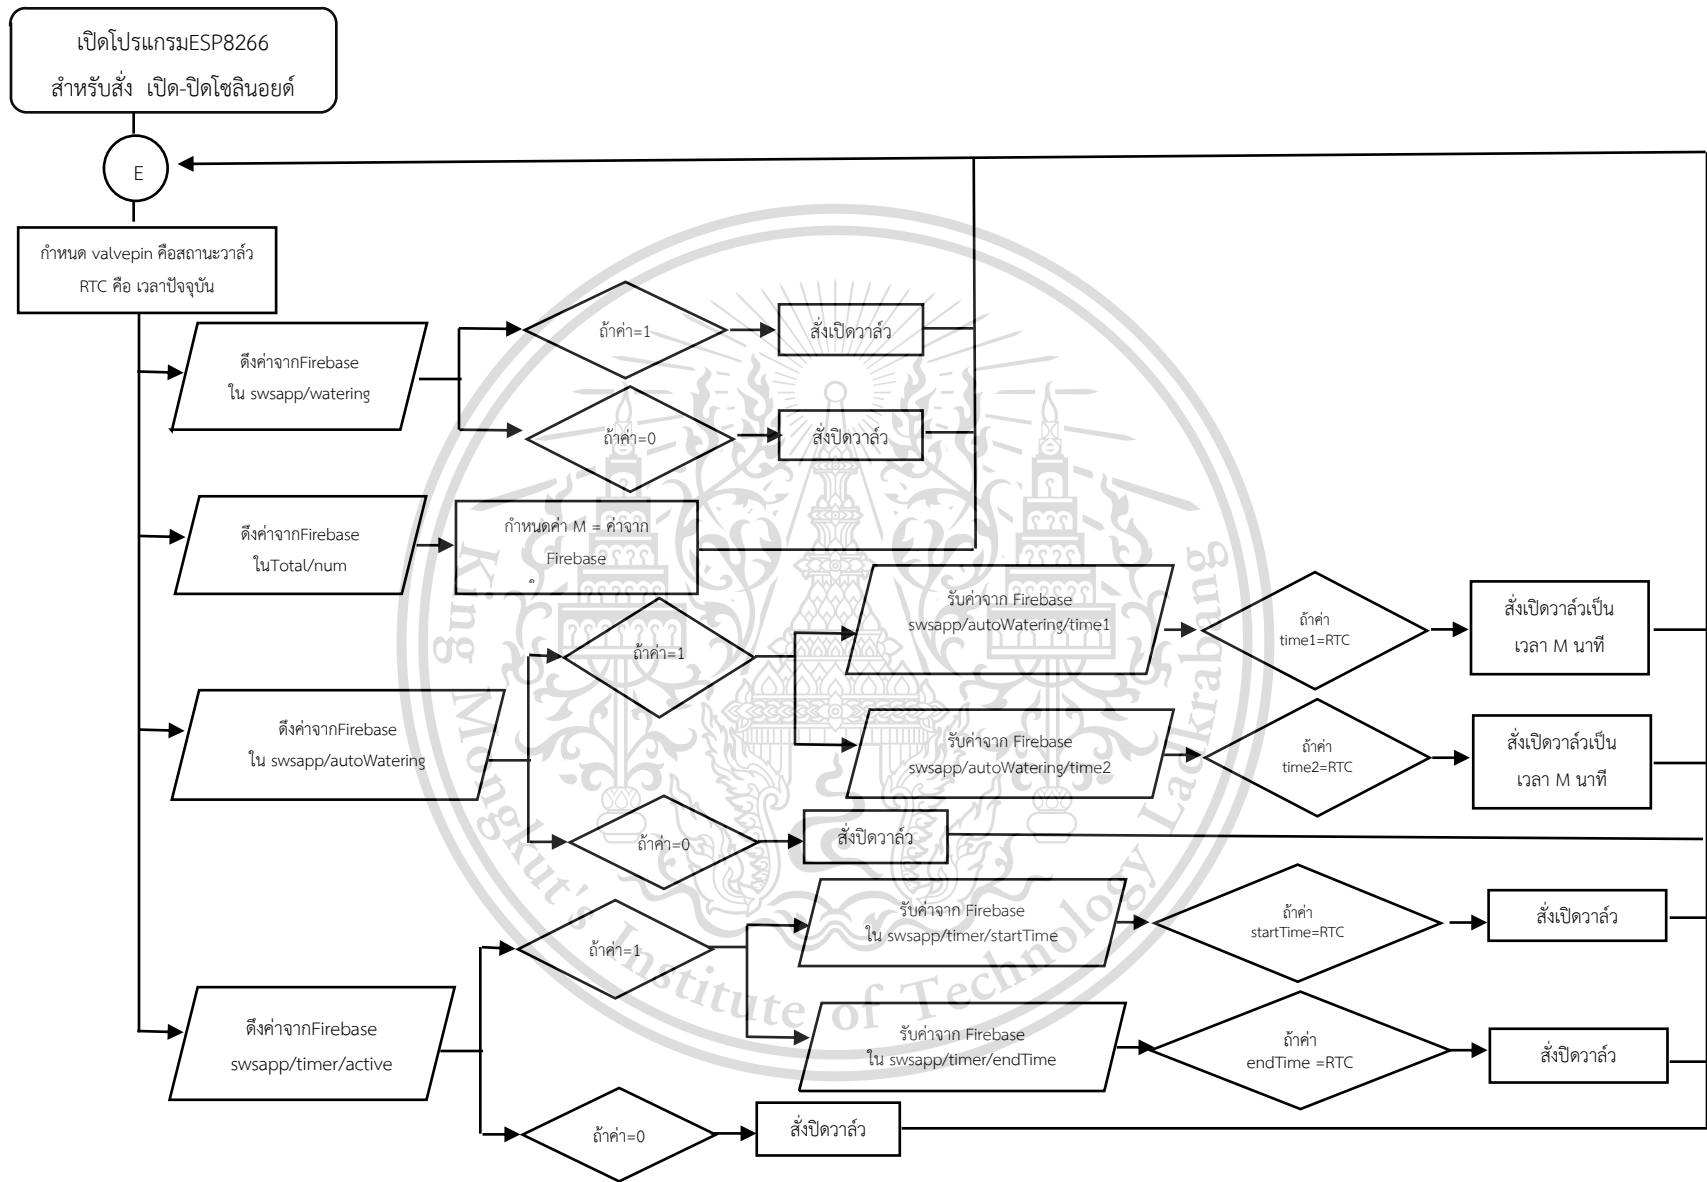 เปิดโปรแกรมESP8266
สำหรับสั่ง เปิด-ปิดโซลินอยด์
E
กำหนด valvepin คือสถานะวาล์ว
RTC คือ เวลาปัจจุบัน
ดึงค่าจากFirebase
ใน swsapp/watering
ถ้าค่า=1
สั่งเปิดวาล์ว
ถ้าค่า=0
สั่งปิดวาล์ว
ดึงค่าจากFirebase
ในTotal/num
กำหนดค่า M = ค่าจาก
Firebase
ดึงค่าจากFirebase
ใน swsapp/autoWatering
ถ้าค่า=1
รับค่าจาก Firebase
swsapp/autoWatering/time1
ถ้าค่า
time1=RTC
สั่งเปิดวาล์วเป็น
เวลา M นาที
รับค่าจาก Firebase
swsapp/autoWatering/time2
ถ้าค่า
time2=RTC
สั่งเปิดวาล์วเป็น
เวลา M นาที
ถ้าค่า=0
สั่งปิดวาล์ว
ดึงค่าจากFirebase
swsapp/timer/active
ถ้าค่า=1
รับค่าจาก Firebase
ใน swsapp/timer/startTime
ถ้าค่า
startTime=RTC
สั่งเปิดวาล์ว
รับค่าจาก Firebase
ใน swsapp/timer/endTime
ถ้าค่า
endTime =RTC
สั่งปิดวาล์ว
ถ้าค่า=0
สั่งปิดวาล์ว
King Mongkut's Institute of Technology Ladkrabang